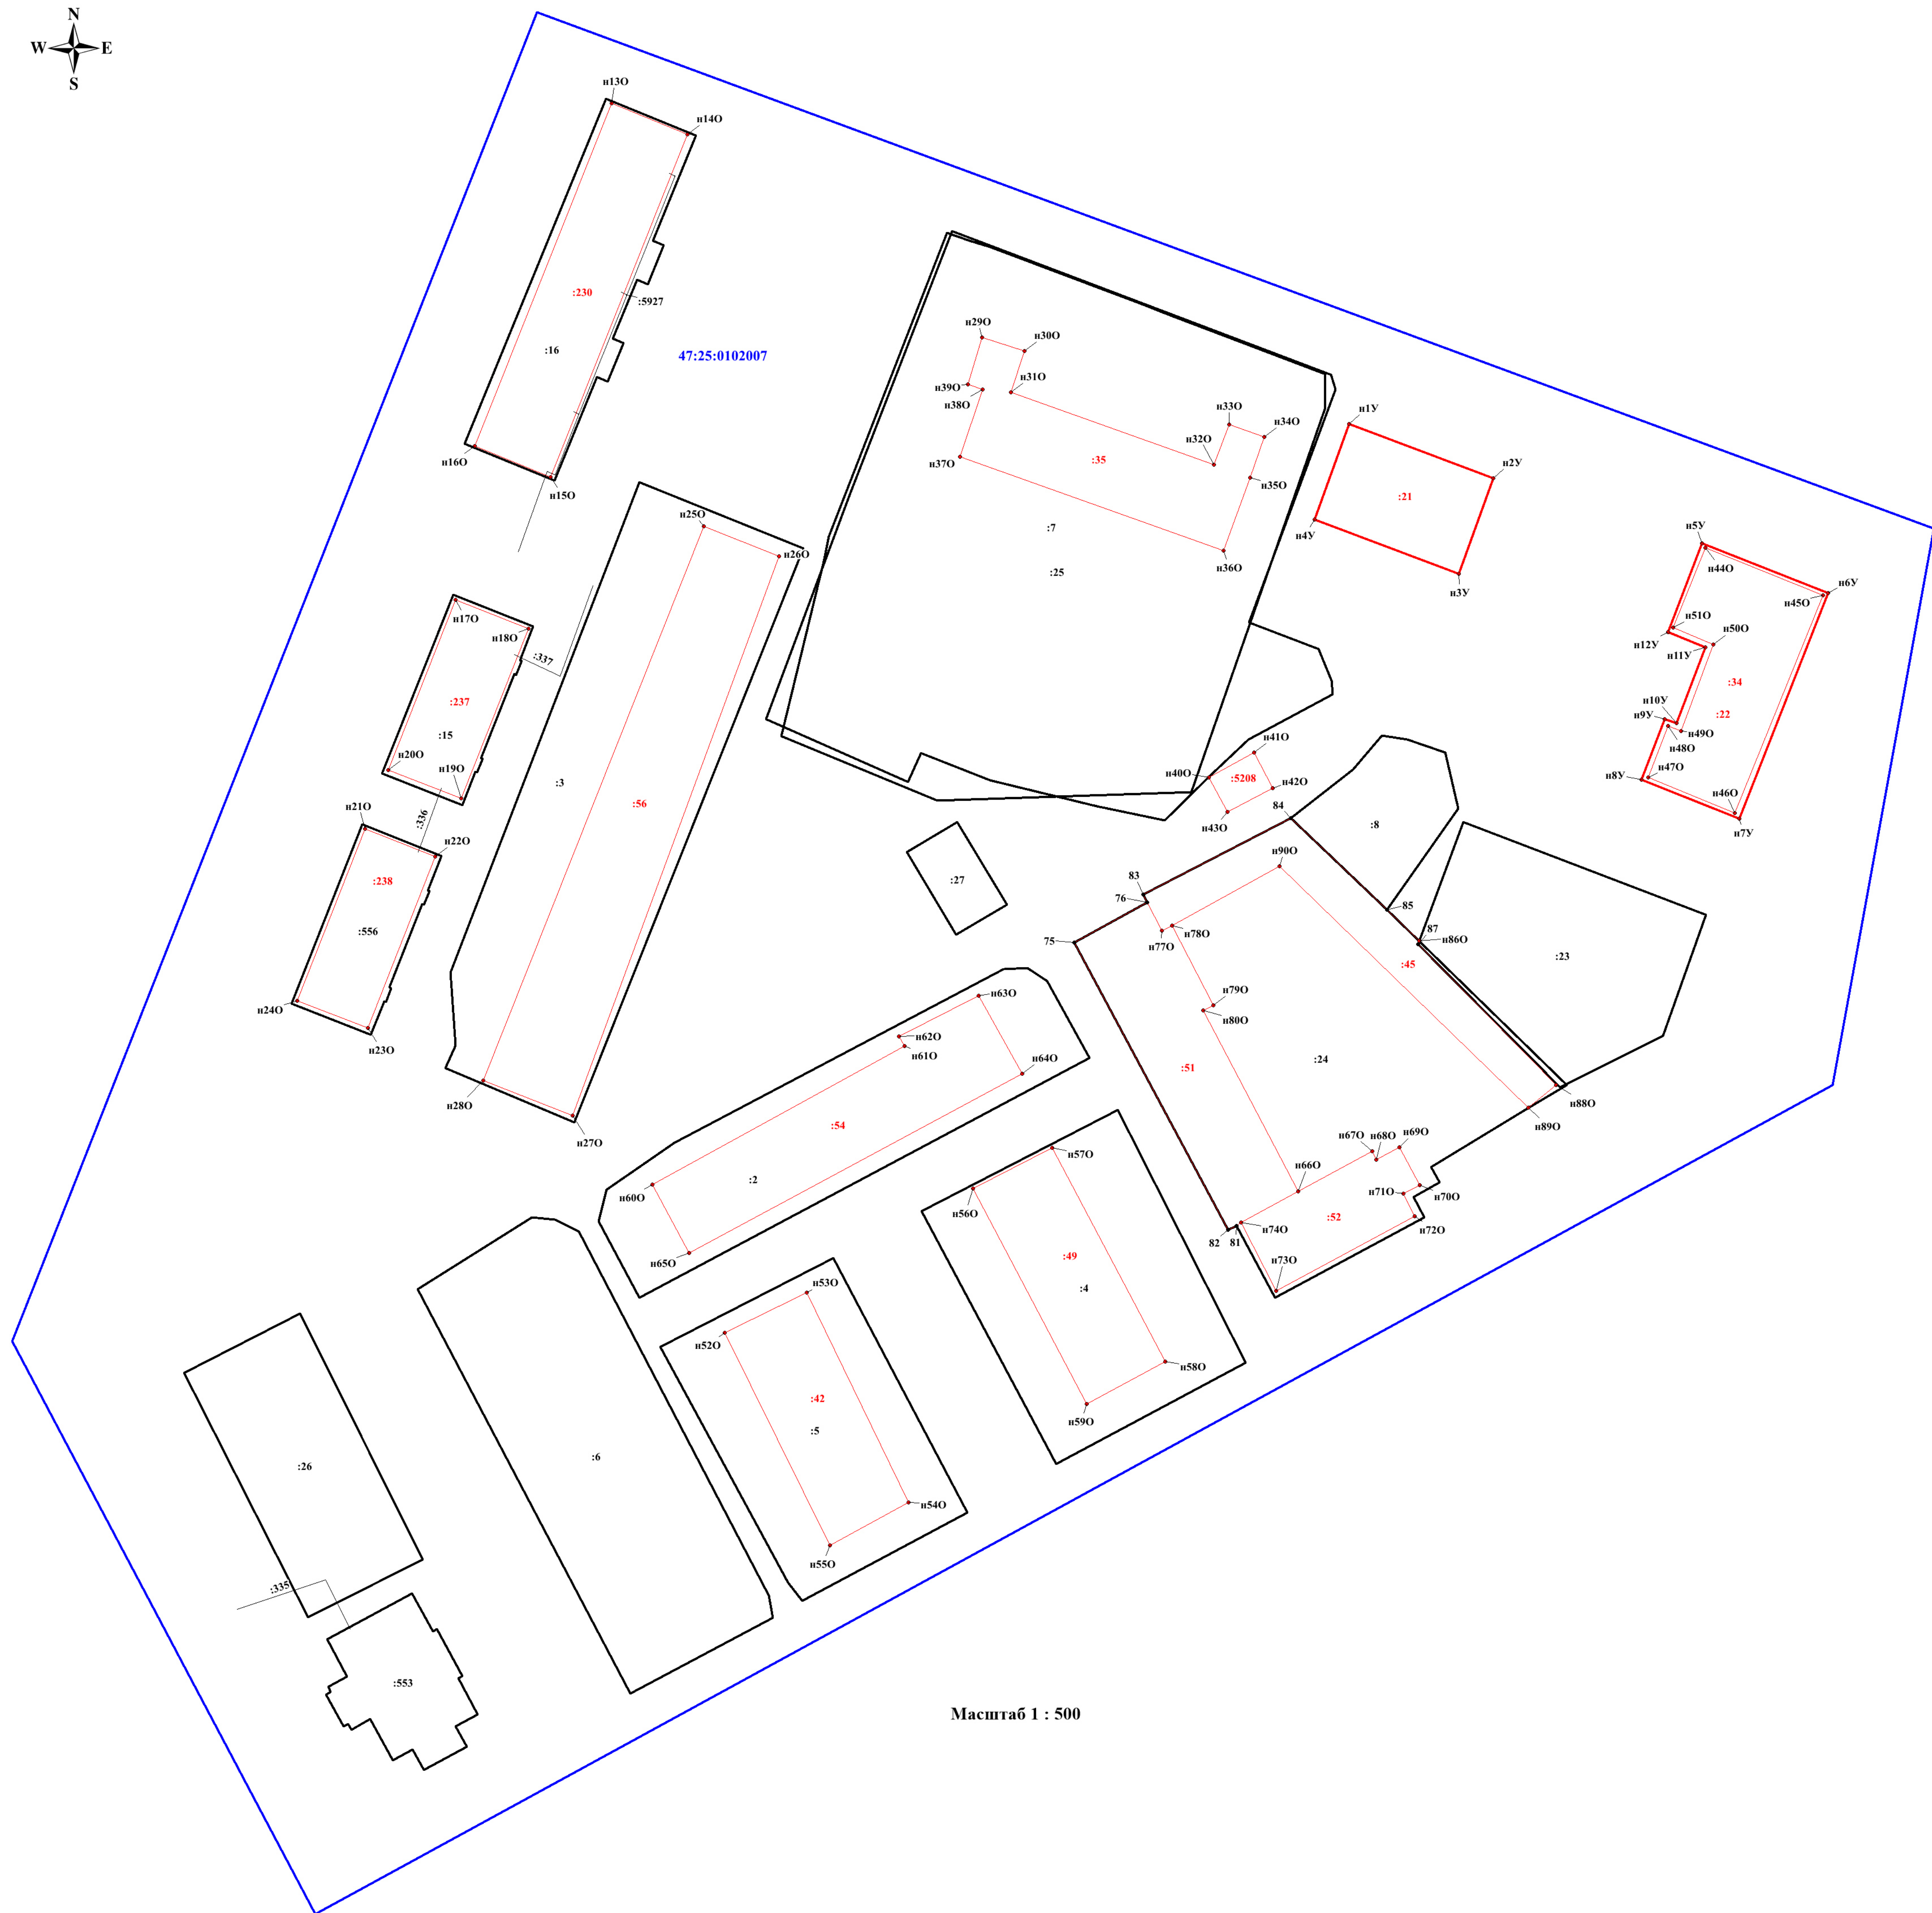 N
W E
S
н13О
н14О
:230
:5927
:16
47:25:0102007
н16О
н15О
н29О
н30О
н39О
н31О
н38О
н33О
н34О
н32О
н37О
:35
н35О
:7
н36О
:25
н1У
н2У
:21
н4У
н3У
н5У
н44О
н6У
н45О
н51О
н50О
н12У
н11У
:34
н10У
н9У
:22
н49О
н48О
н47О
н8У
н46О
н7У
н25О
н26О
н17О
н18О
:337
:237
:15
н20О
н19О
:3
:56
:336
н21О
н22О
:238
:556
н24О
н23О
н28О
н27О
н41О
н40О
:5208
н42О
н43О
84
:8
:27
н90О
83
76
85
87
75
н77О
н78О
н86О
:45
:23
н79О
н80О
:24
:51
н88О
н89О
н63О
н62О
н61О
н64О
:54
:2
н60О
н65О
н57О
н56О
:49
:4
н58О
н59О
н67О
н68О
н69О
н66О
н71О
н70О
:52
н74О
н72О
82
81
н73О
н53О
н52О
:42
:5
н54О
н55О
:6
:26
:335
:553
Масштаб 1 : 500